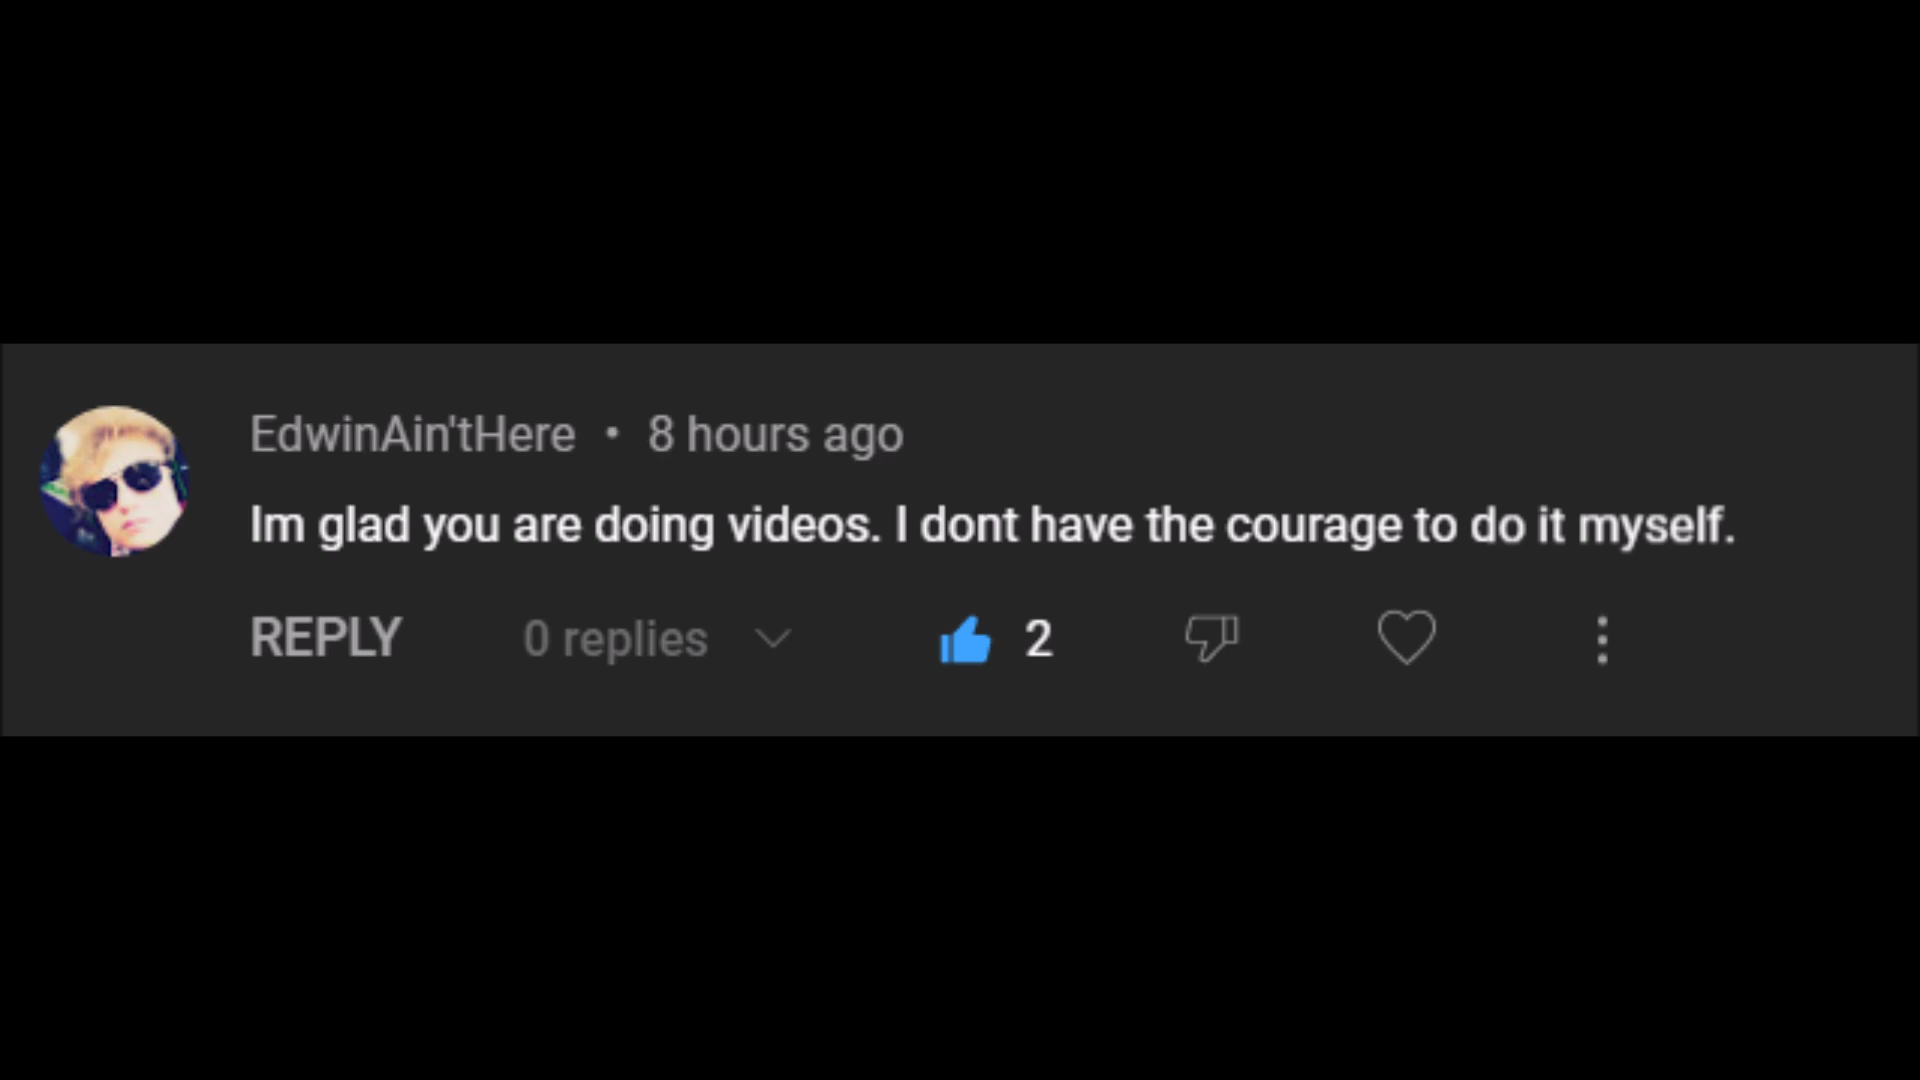 EdwinAin'tHere • 8 hours ago
Im glad you are doing videos. I dont have the courage to do it myself.
REPLY 0 replies 2